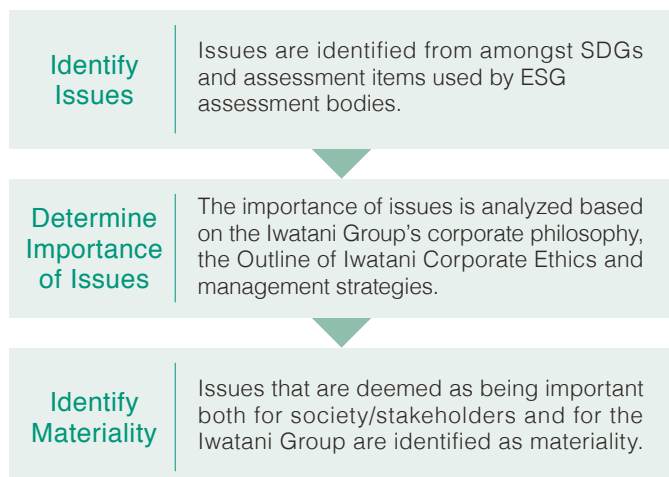 Identify
Issues
Issues are identified from amongst SDGs
and assessment items used by ESG
assessment bodies.
Determine
Importance
of Issues
The importance of issues is analyzed based
on the Iwatani Group's corporate philosophy,
the Outline of Iwatani Corporate Ethics and
management strategies.
Identify
Materiality
Issues that are deemed as being important
both for society/stakeholders and for the
Iwatani Group are identified as materiality.